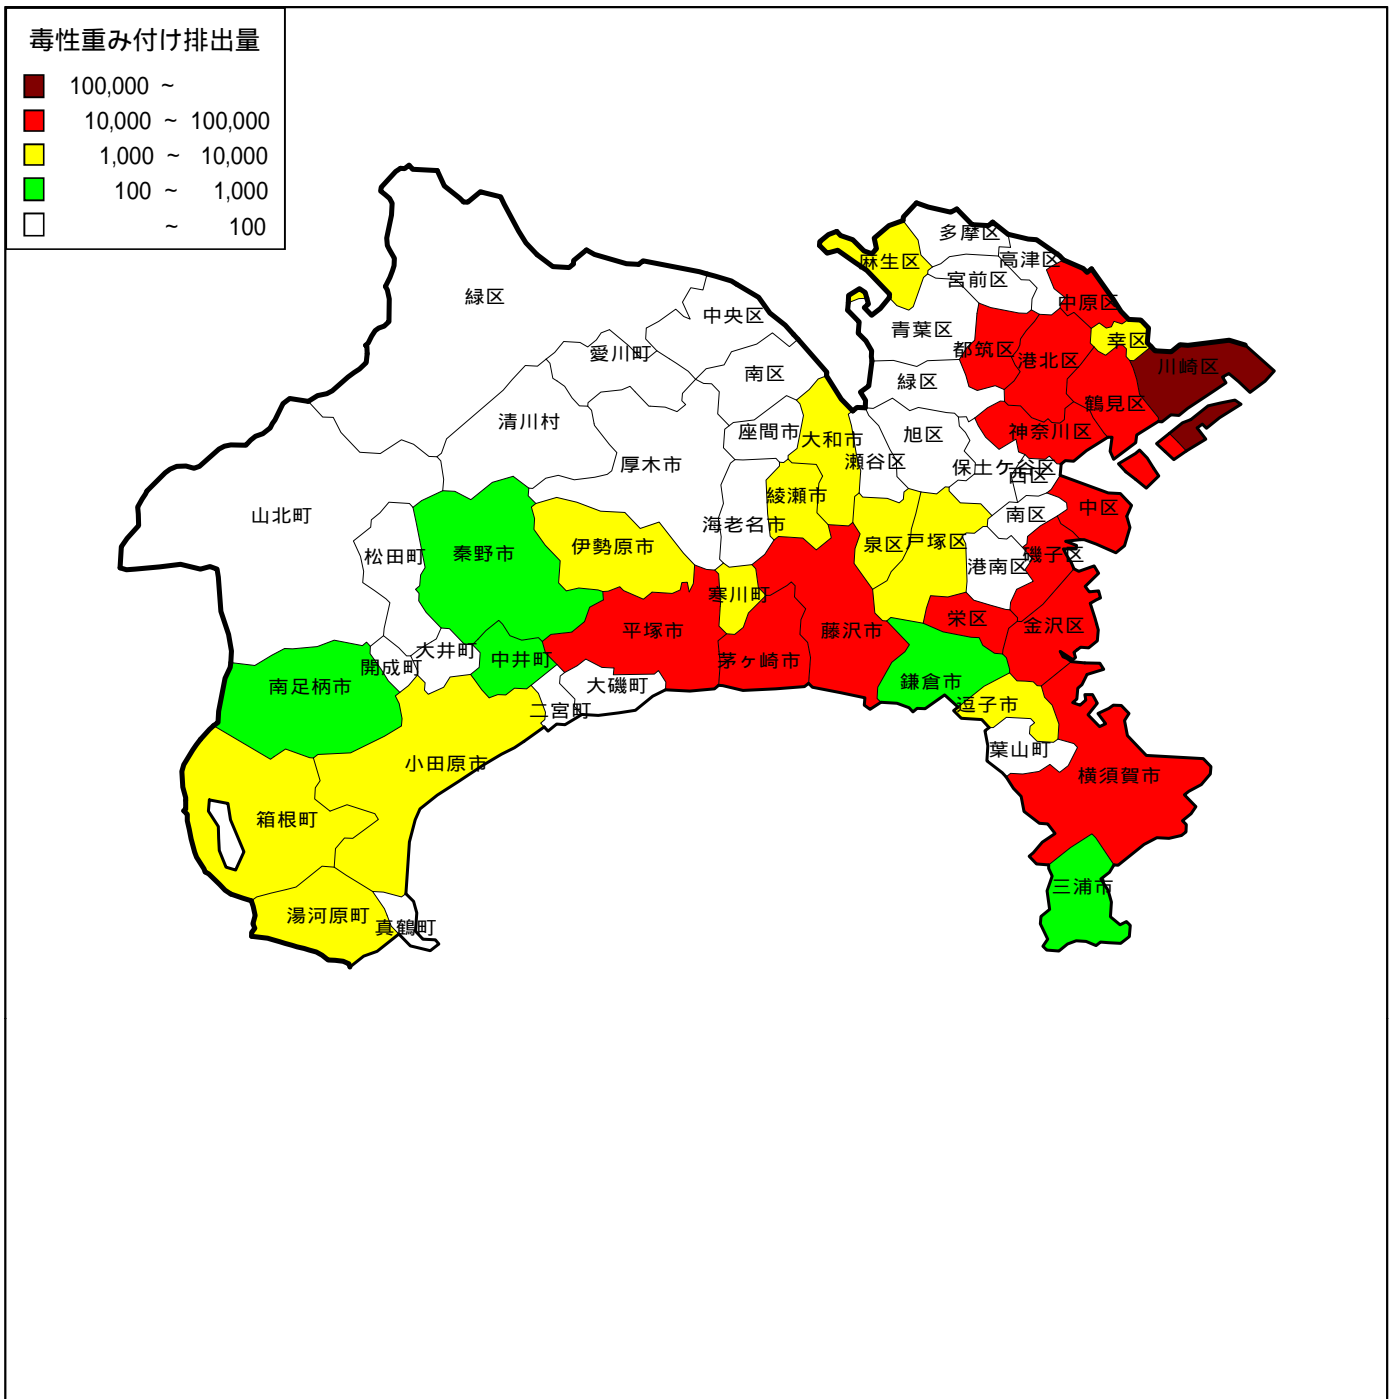 毒性重み付け排出量
100,000 ~
10,000 ~ 100,000
1,000 ~ 10,000
100 ~ 1,000
~ 100
多摩区
高津区
麻生区
宮前区
緑区
中原区
中央区
青葉区
幸区
都筑区
愛川町
港北区
川崎区
南区
緑区
鶴見区
清川村
座間市
大和市
旭区
神奈川区
厚木市
瀬谷区
保土ケ谷区
西区
綾瀬市
山北町
海老名市
南区
中区
松田町
秦野市
伊勢原市
泉区
戸塚区
港南区
磯子区
寒川町
平塚市
藤沢市
栄区
金沢区
大井町
中井町
茅ヶ崎市
開成町
南足柄市
大磯町
鎌倉市
二宮町
逗子市
葉山町
小田原市
横須賀市
箱根町
三浦市
湯河原町
真鶴町